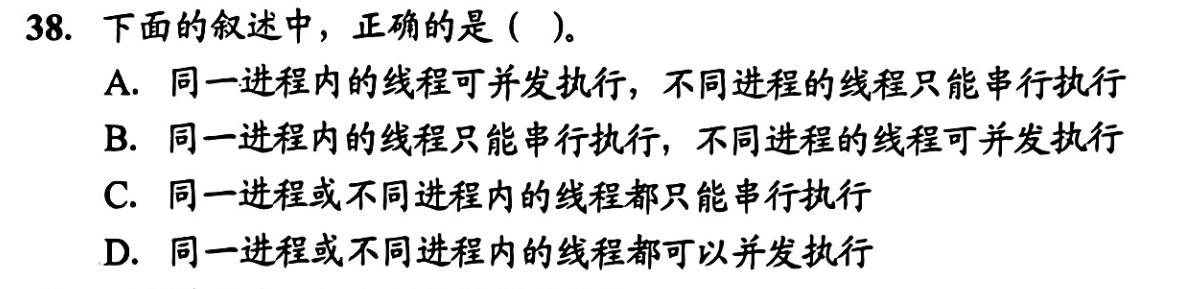 38. 下面的叙述中，正确的是（ ）。
A. 同一进程内的线程可并发执行，不同进程的线程只能串行执行
B. 同一进程内的线程只能串行执行，不同进程的线程可并发执行
C. 同一进程或不同进程内的线程都只能串行执行
D. 同一进程或不同进程内的线程都可以并发执行